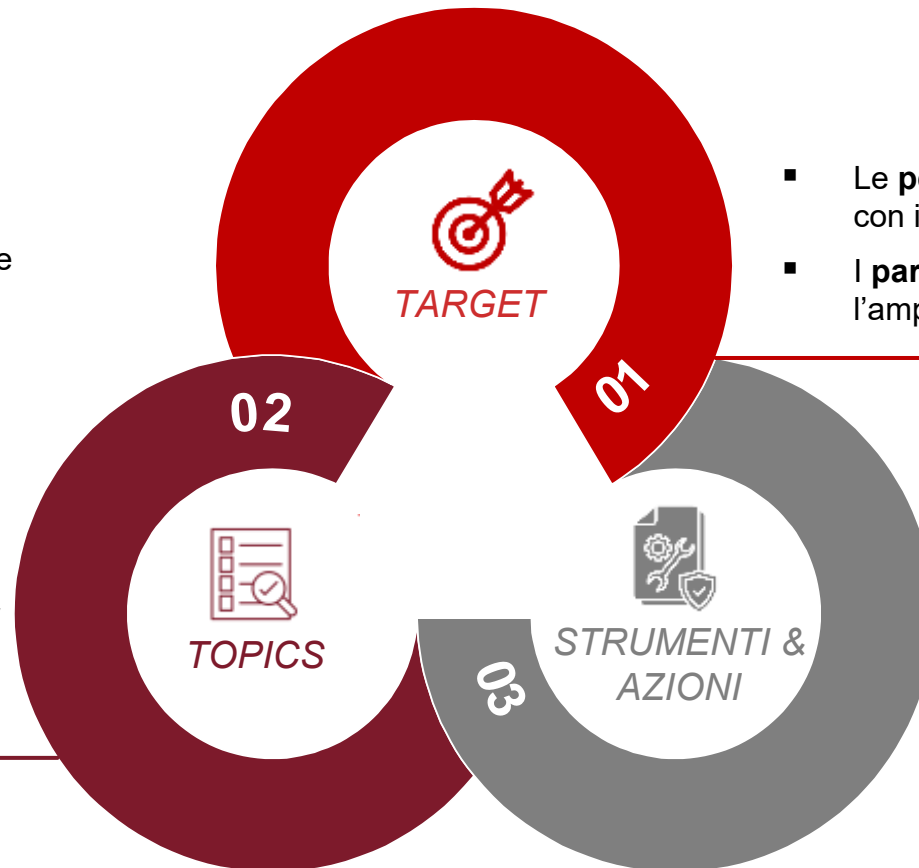 Le
con i
TARGET
I
l'amp
01
02
TOPICS
STRUMENTI &
AZIONI
03